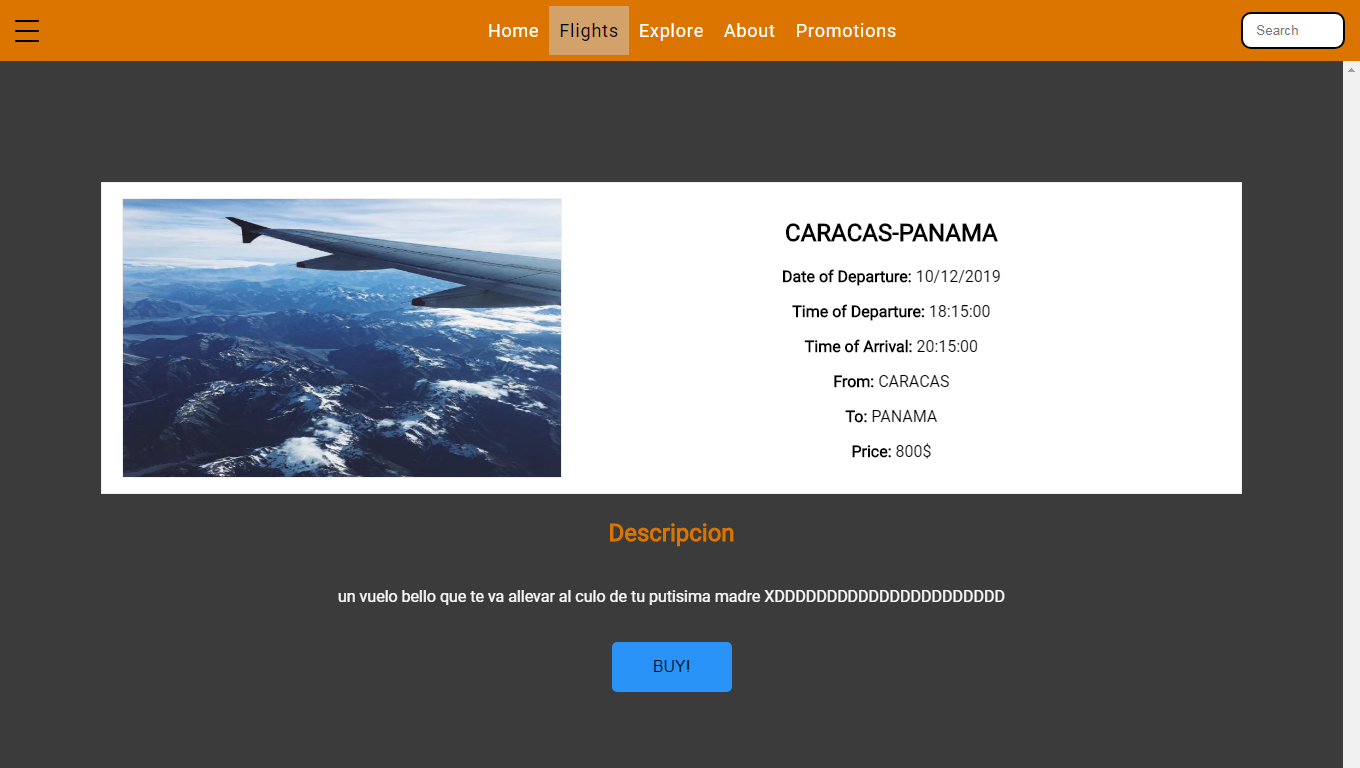 Home Flights Explore About Promotions Search
CARACAS-PANAMA
Date of Departure: 10/12/2019
Time of Departure: 18:15:00
Time of Arrival: 20:15:00
From: CARACAS
To: PANAMA
Price: 800$
Descripcion
un vuelo bello que te va allevar al culo de tu putisima madre XDDDDDDDDDDDDDDDDDDDDDD
BUY!